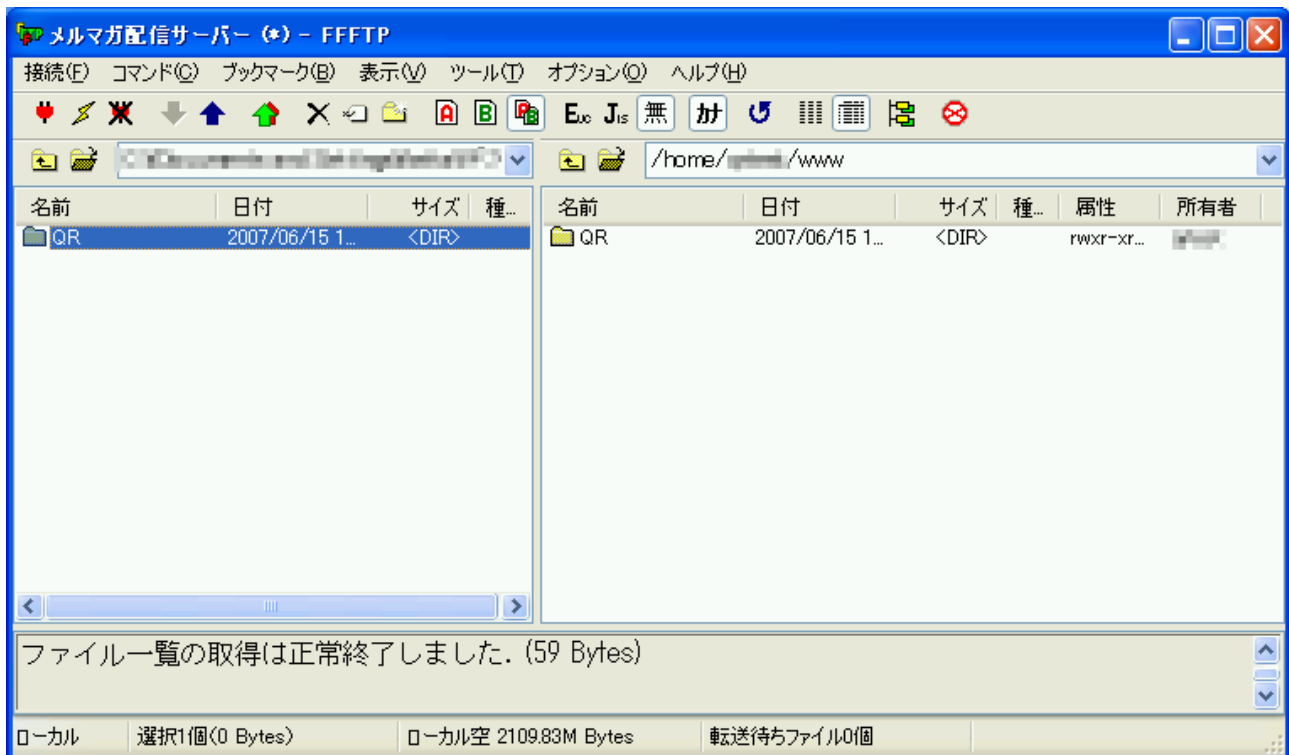 メルマガ配信サーバー (*) - FFFTP
接続(F) コマンド(C) ブックマーク(B) 表示(V) ツール(T) オプション(O) ヘルプ(H)
A B B Euc Jis 無 カナ
/home/ /www
名前 日付 サイズ 種... 名前 日付 サイズ 種... 属性 所有者
QR 2007/06/15 1... <DIR> QR 2007/06/15 1... <DIR> rwxr-xr...
ファイル一覧の取得は正常終了しました. (59 Bytes)
ローカル 選択1個(0 Bytes) ローカル空 2109.83M Bytes 転送待ちファイル0個